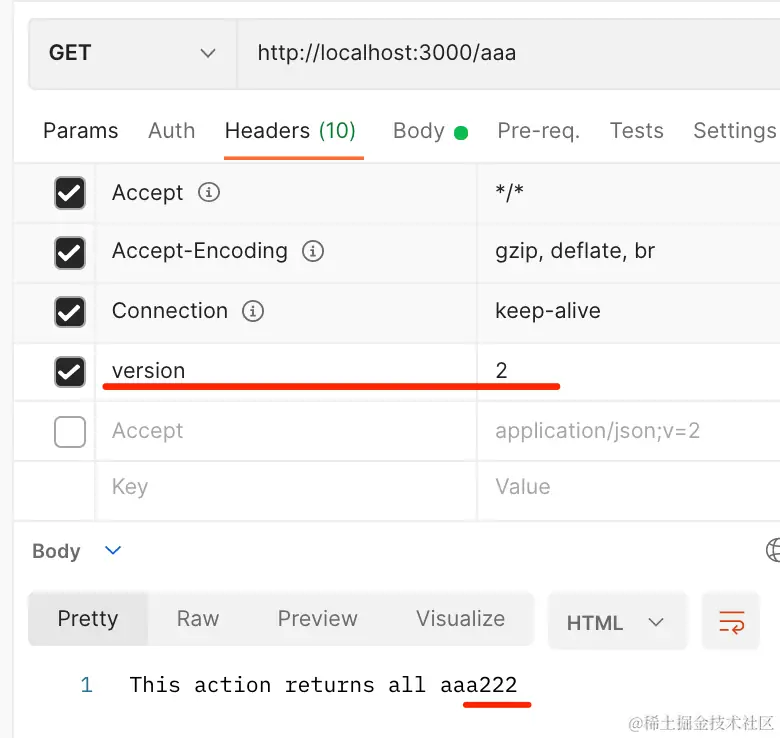 GET http://localhost:3000/aaa
Params Auth Headers (10) Body Pre-req. Tests Settings
Accept */*
Accept-Encoding gzip, deflate, br
Connection keep-alive
version 2
Accept application/json;v=2
Key Value
Body
Pretty Raw Preview Visualize HTML
1 This action returns all aaa222
@稀土掘金技术社区